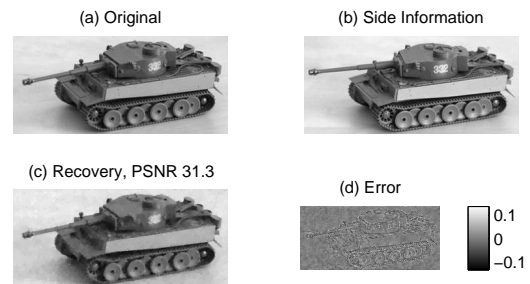 (a) Original
(b) Side Information
332
332
(c) Recovery, PSNR 31.3
(d) Error
0.1
0
−0.1